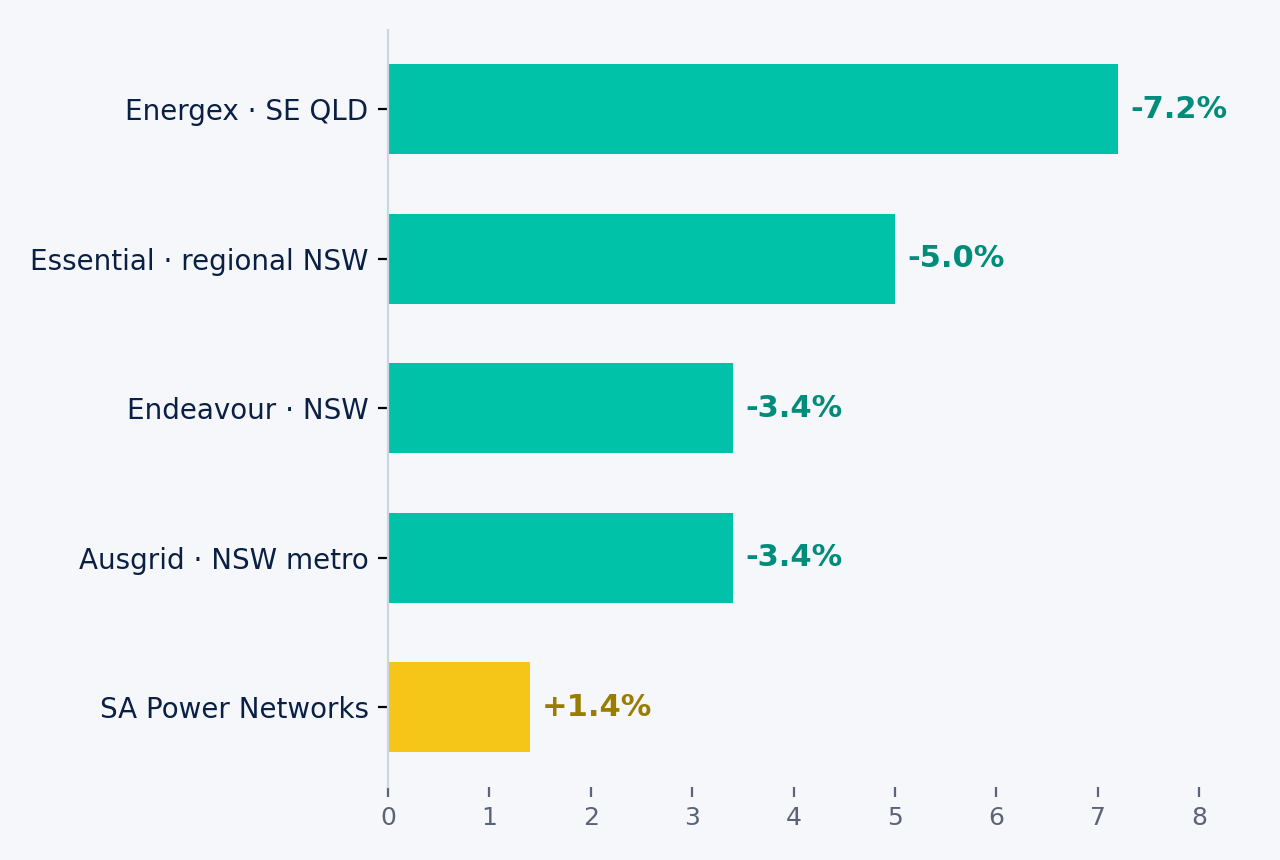 Energex · SE QLD
-7.2%
Essential · regional NSW
-5.0%
Endeavour · NSW
-3.4%
Ausgrid · NSW metro
-3.4%
SA Power Networks
+1.4%
0 1 2 3 4 5 6 7 8